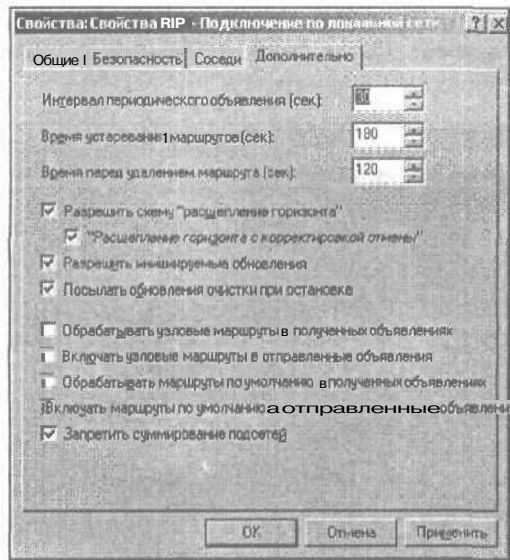 Свойства: Свойства RIP - Подключение по локальной сети
Общие | Безопасность | Соседи | Дополнительно
Интервал периодического объявления (сек):
180
Время устаревание1маршрутов(сек):
120
Время перед удалением маршрута (сек):
Разрешить схему "расщепление горизонта"
"Расщепление горизонта с корректировкой отмены"
Разрешить инициируемые обновления
Посылать обновления очистки при остановке
Обрабатывать узловые маршруты в полученных объявлениях
Включать узловые маршруты в отправленные объявления
Обрабатывать маршруты по умолчанию в полученных объявлениях
Включать маршруты по умолчанию а отправленные объявлени
Запретить суммирование подсетей
OK
Отмена
Применить